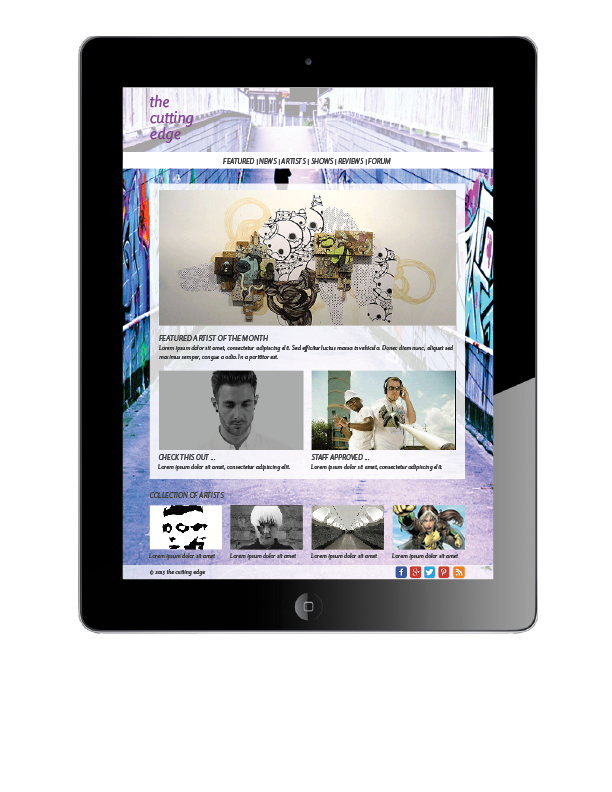 the
cutting
edge
FEATURED | NEWS | ARTISTS | SHOWS | REVIEWS | FORUM
FEATURED ARTIST OF THE MONTH
Lorem ipsum dolor sit amet, consectetur adipiscing elit. Sed efficitur luctus massa in vehicula. Donec diam nunc, aliquet sed
maximus semper, congue a odio. In a porttitor est.
CHECK THIS OUT ...
STAFF APPROVED ...
Lorem ipsum dolor sit amet, consectetur adipiscing elit.
Lorem ipsum dolor sit amet, consectetur adipiscing elit.
COLLECTION OF ARTISTS
Lorem ipsum dolor sit amet
Lorem ipsum dolor sit amet
Lorem ipsum dolor sit amet
Lorem ipsum dolor sit amet
© 2015 the cutting edge